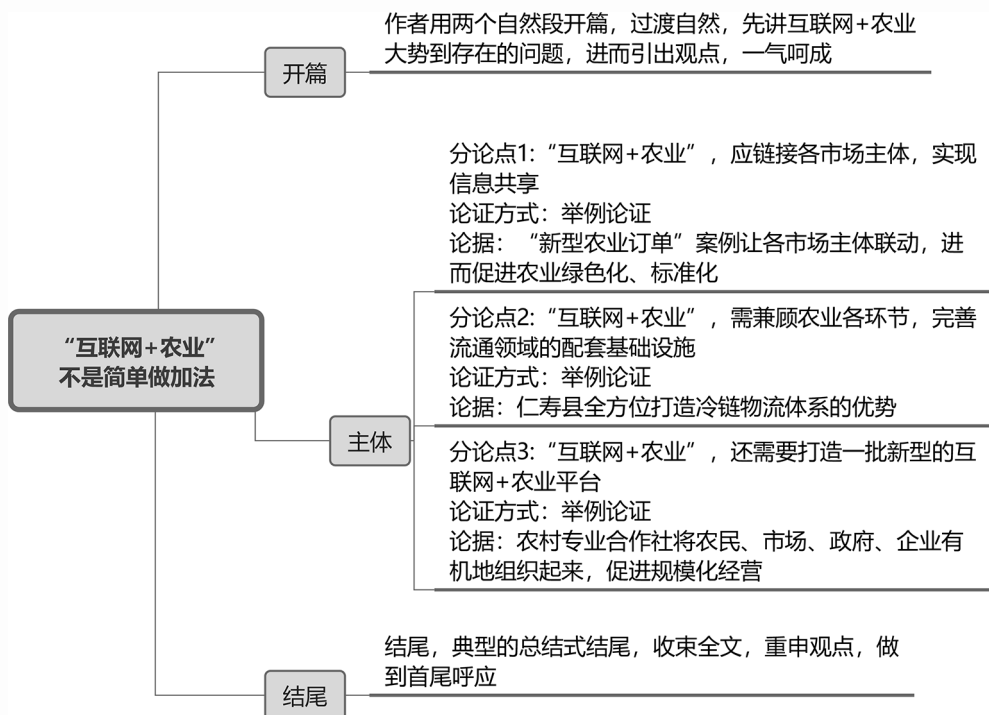 作者用两个自然段开篇，过渡自然，先讲互联网+农业
大势到存在的问题，进而引出观点，一气呵成
开篇
分论点1:“互联网+农业”，应链接各市场主体，实现
信息共享
论证方式：举例论证
论据：“新型农业订单”案例让各市场主体联动，进
而促进农业绿色化、标准化
“互联网+农业”
不是简单做加法
分论点2:“互联网+农业”，需兼顾农业各环节，完善
流通领域的配套基础设施
论证方式：举例论证
论据：仁寿县全方位打造冷链物流体系的优势
主体
分论点3:“互联网+农业”，还需要打造一批新型的互
联网+农业平台
论证方式：举例论证
论据：农村专业合作社将农民、市场、政府、企业有
机地组织起来，促进规模化经营
结尾，典型的总结式结尾，收束全文，重申观点，做
到首尾呼应
结尾